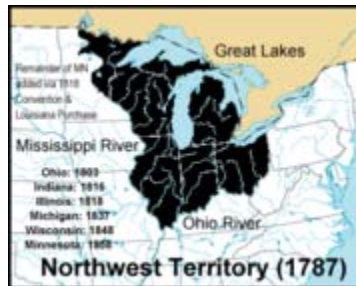 Great Lakes
Remainder of MN
added via 1818
Convention &
Louisiana Purchase
Mississippi River
Ohio: 1803
Indiana: 1816
Illinois: 1818
Michigan: 1837
Wisconsin: 1848
Minnesota: 1858
Ohio River
Northwest Territory (1787)